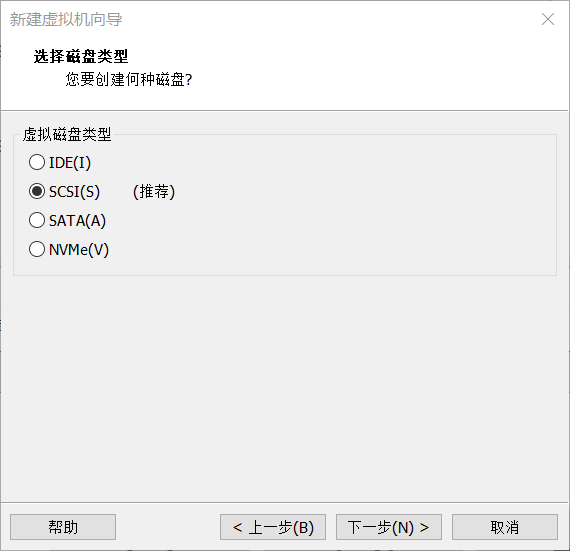 新建虚拟机向导
选择磁盘类型
您要创建何种磁盘?
虚拟磁盘类型
IDE(I)
SCSI(S) (推荐)
SATA(A)
NVMe(V)
帮助 < 上一步(B) 下一步(N) > 取消